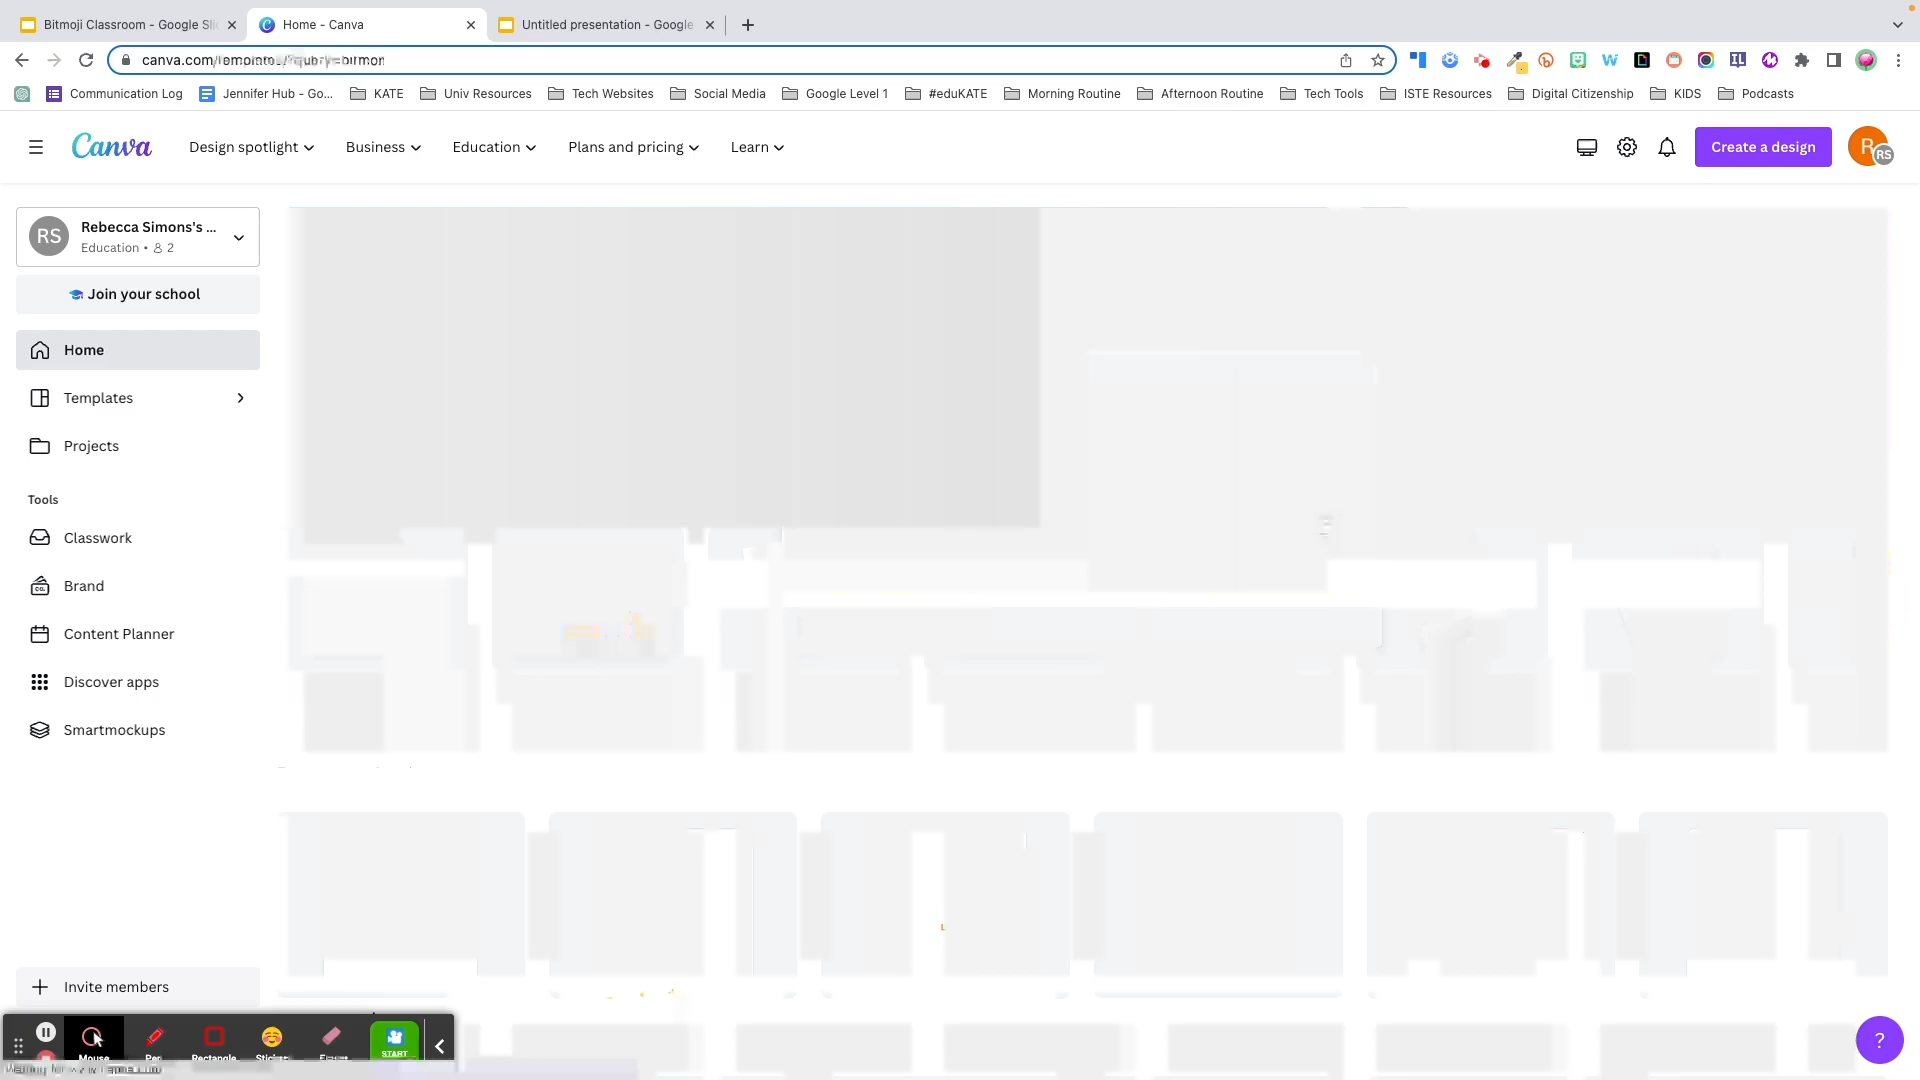 Bitmoji Classroom - Google Sli
Home - Canva
Untitled presentation - Google
Communication Log
Jennifer Hub - Go...
KATE
Univ Resources
Tech Websites
Social Media
Google Level 1
#eduKATE
Morning Routine
Afternoon Routine
Tech Tools
ISTE Resources
Digital Citizenship
KIDS
Podcasts
Canva
Design spotlight
Business
Education
Plans and pricing
Learn
Create a design
R
RS
RS
Rebecca Simons's ...
Education • 2
Join your school
Home
Templates
Projects
Tools
Classwork
Brand
Content Planner
Discover apps
Smartmockups
Invite members
Mouse
Rectangle
START
?